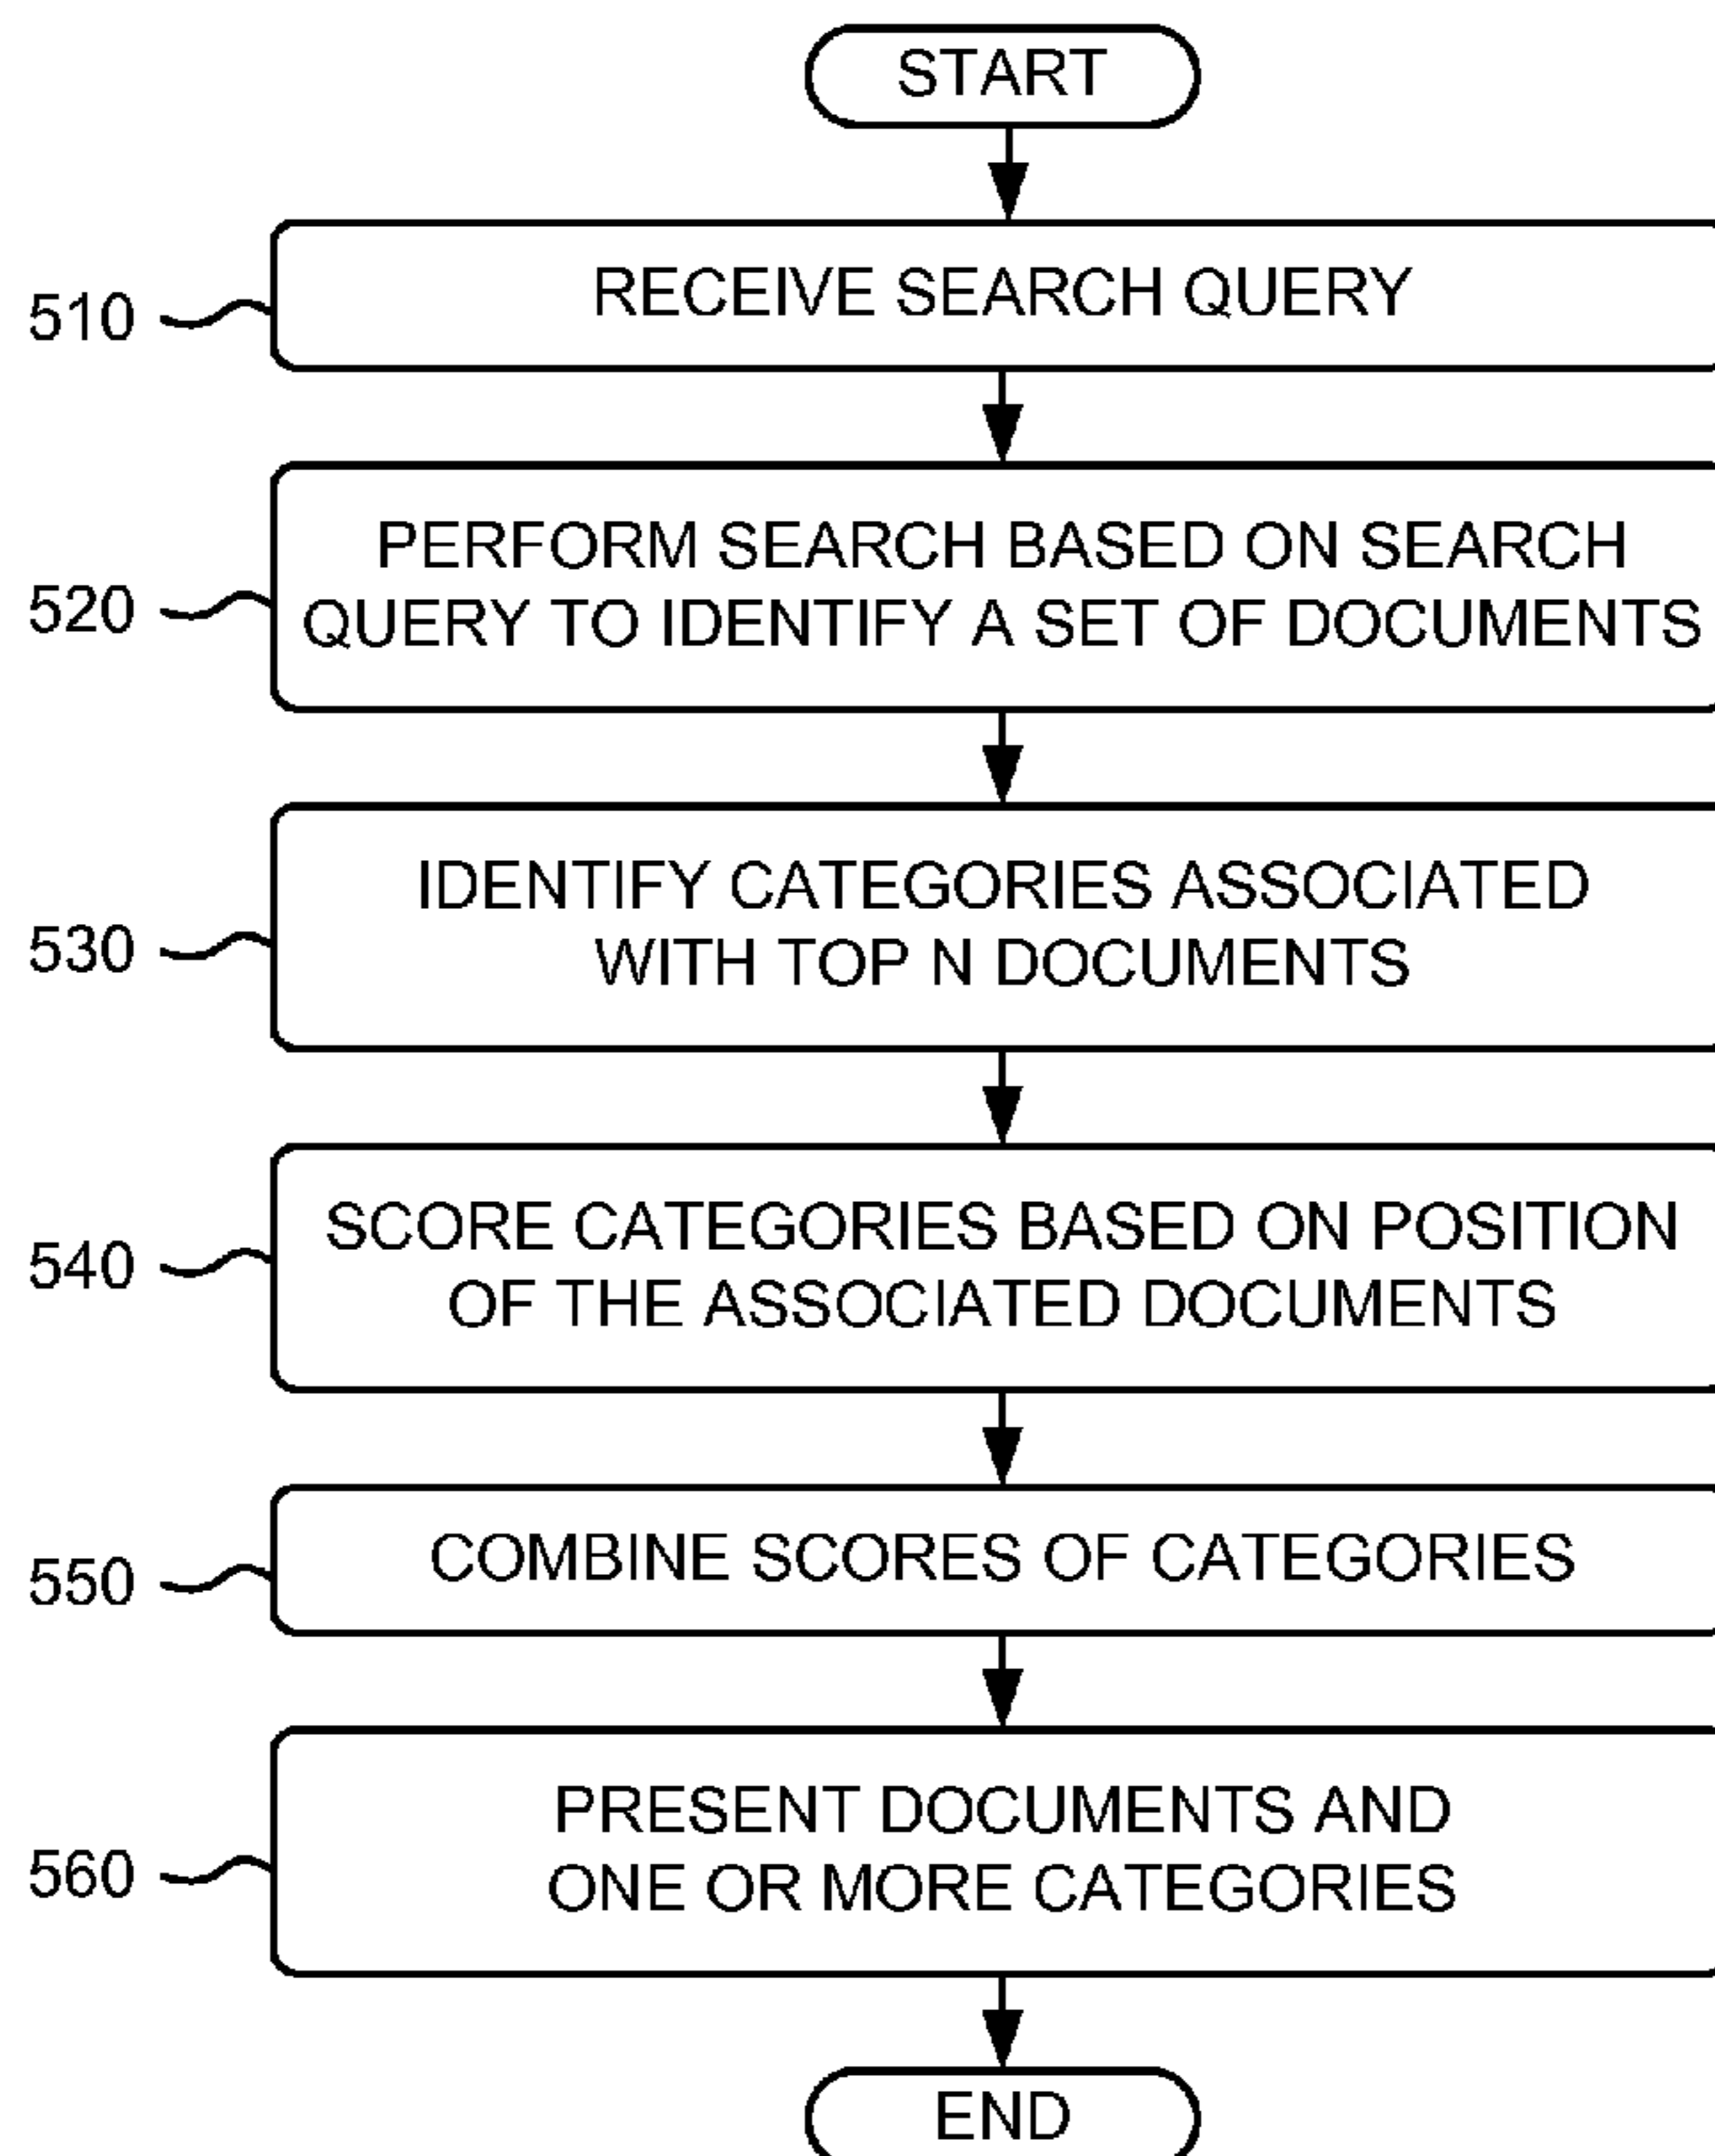 START
510
RECEIVE SEARCH QUERY
520
PERFORM SEARCH BASED ON SEARCH
QUERY TO IDENTIFY A SET OF DOCUMENTS
530
IDENTIFY CATEGORIES ASSOCIATED
WITH TOP N DOCUMENTS
540
SCORE CATEGORIES BASED ON POSITION
OF THE ASSOCIATED DOCUMENTS
550
COMBINE SCORES OF CATEGORIES
560
PRESENT DOCUMENTS AND
ONE OR MORE CATEGORIES
END